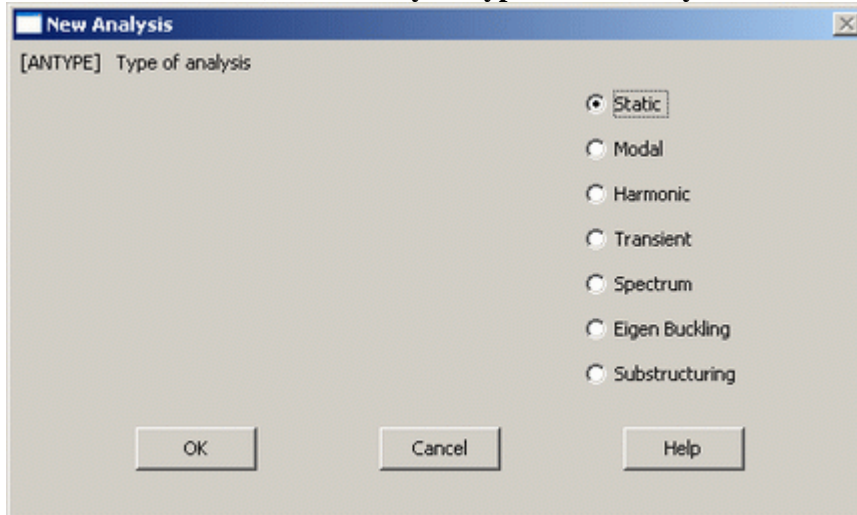 New Analysis
[ANTYPE] Type of analysis
Static
Modal
Harmonic
Transient
Spectrum
Eigen Buckling
Substructuring
OK Cancel Help